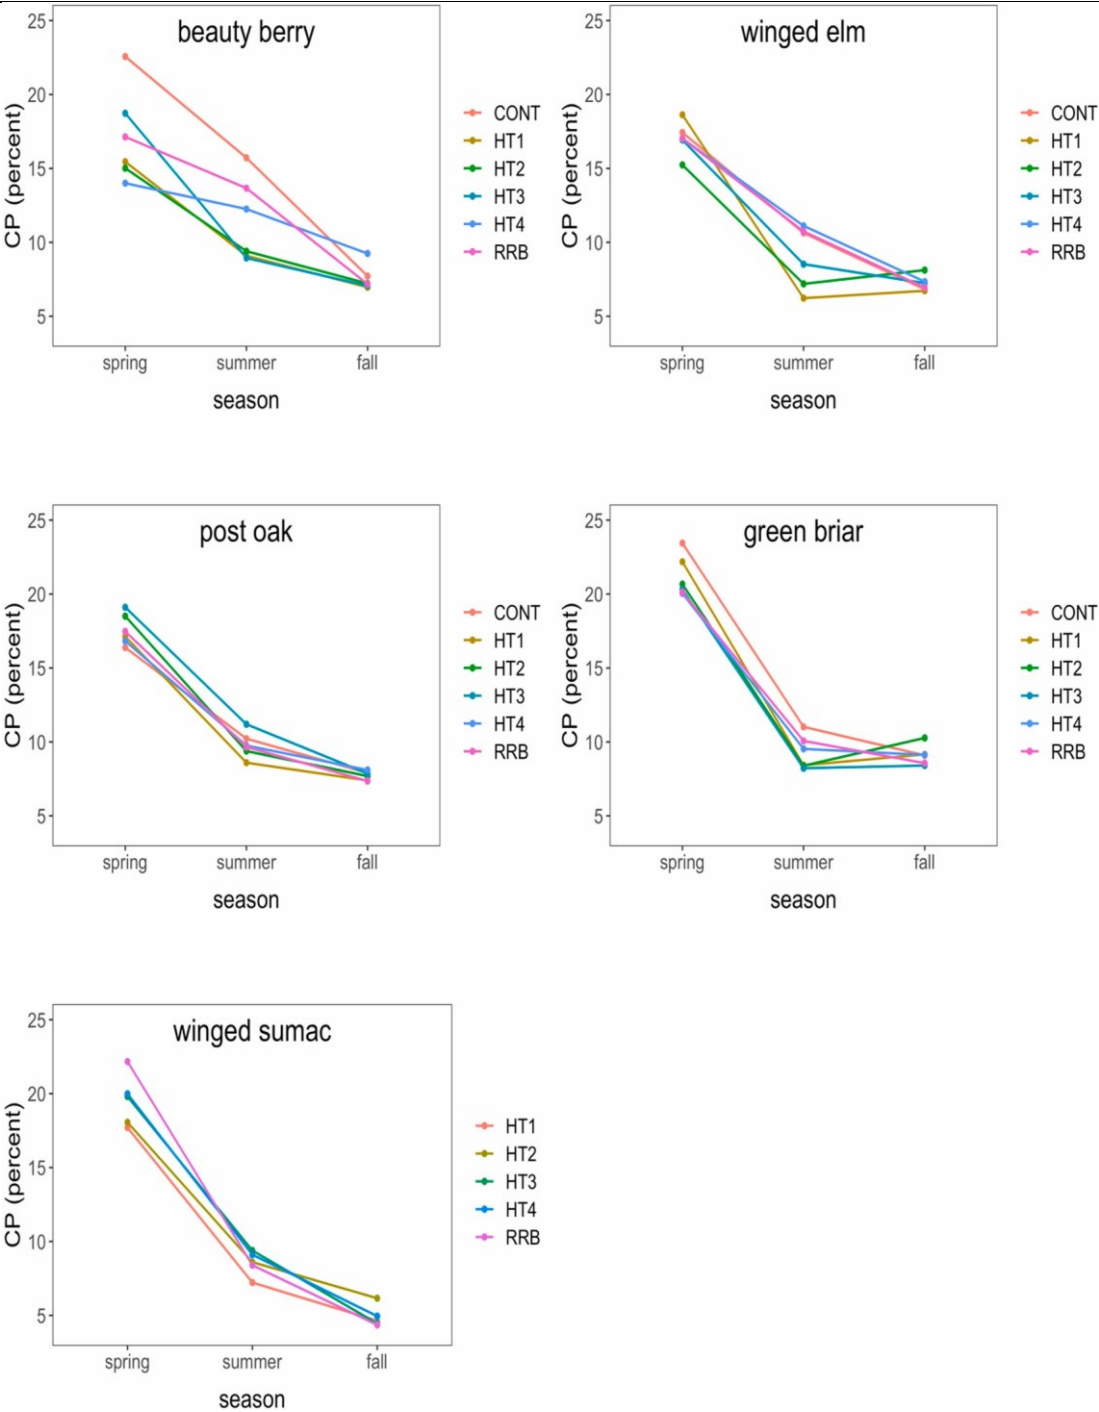 beauty berry
CP (percent)
25
20
15
10
5
spring summer fall
season
CONT
HT1
HT2
HT3
HT4
RRB
winged elm
CP (percent)
25
20
15
10
5
spring summer fall
season
CONT
HT1
HT2
HT3
HT4
RRB
post oak
CP (percent)
25
20
15
10
5
spring summer fall
season
CONT
HT1
HT2
HT3
HT4
RRB
green briar
CP (percent)
25
20
15
10
5
spring summer fall
season
CONT
HT1
HT2
HT3
HT4
RRB
winged sumac
CP (percent)
25
20
15
10
5
spring summer fall
season
HT1
HT2
HT3
HT4
RRB